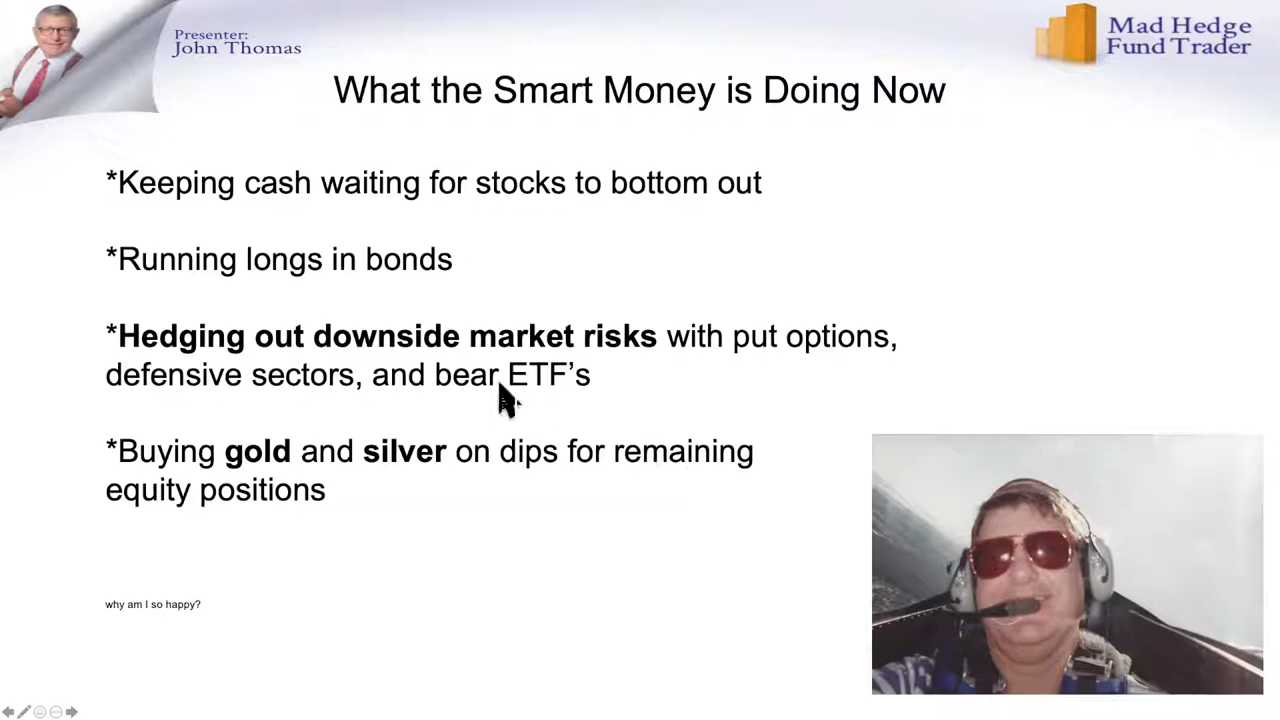 Presenter:
John Thomas
Mad Hedge
Fund Trader
What the Smart Money is Doing Now
*Keeping cash waiting for stocks to bottom out
*Running longs in bonds
*Hedging out downside market risks with put options,
defensive sectors, and bear ETF’s
*Buying gold and silver on dips for remaining
equity positions
why am I so happy?